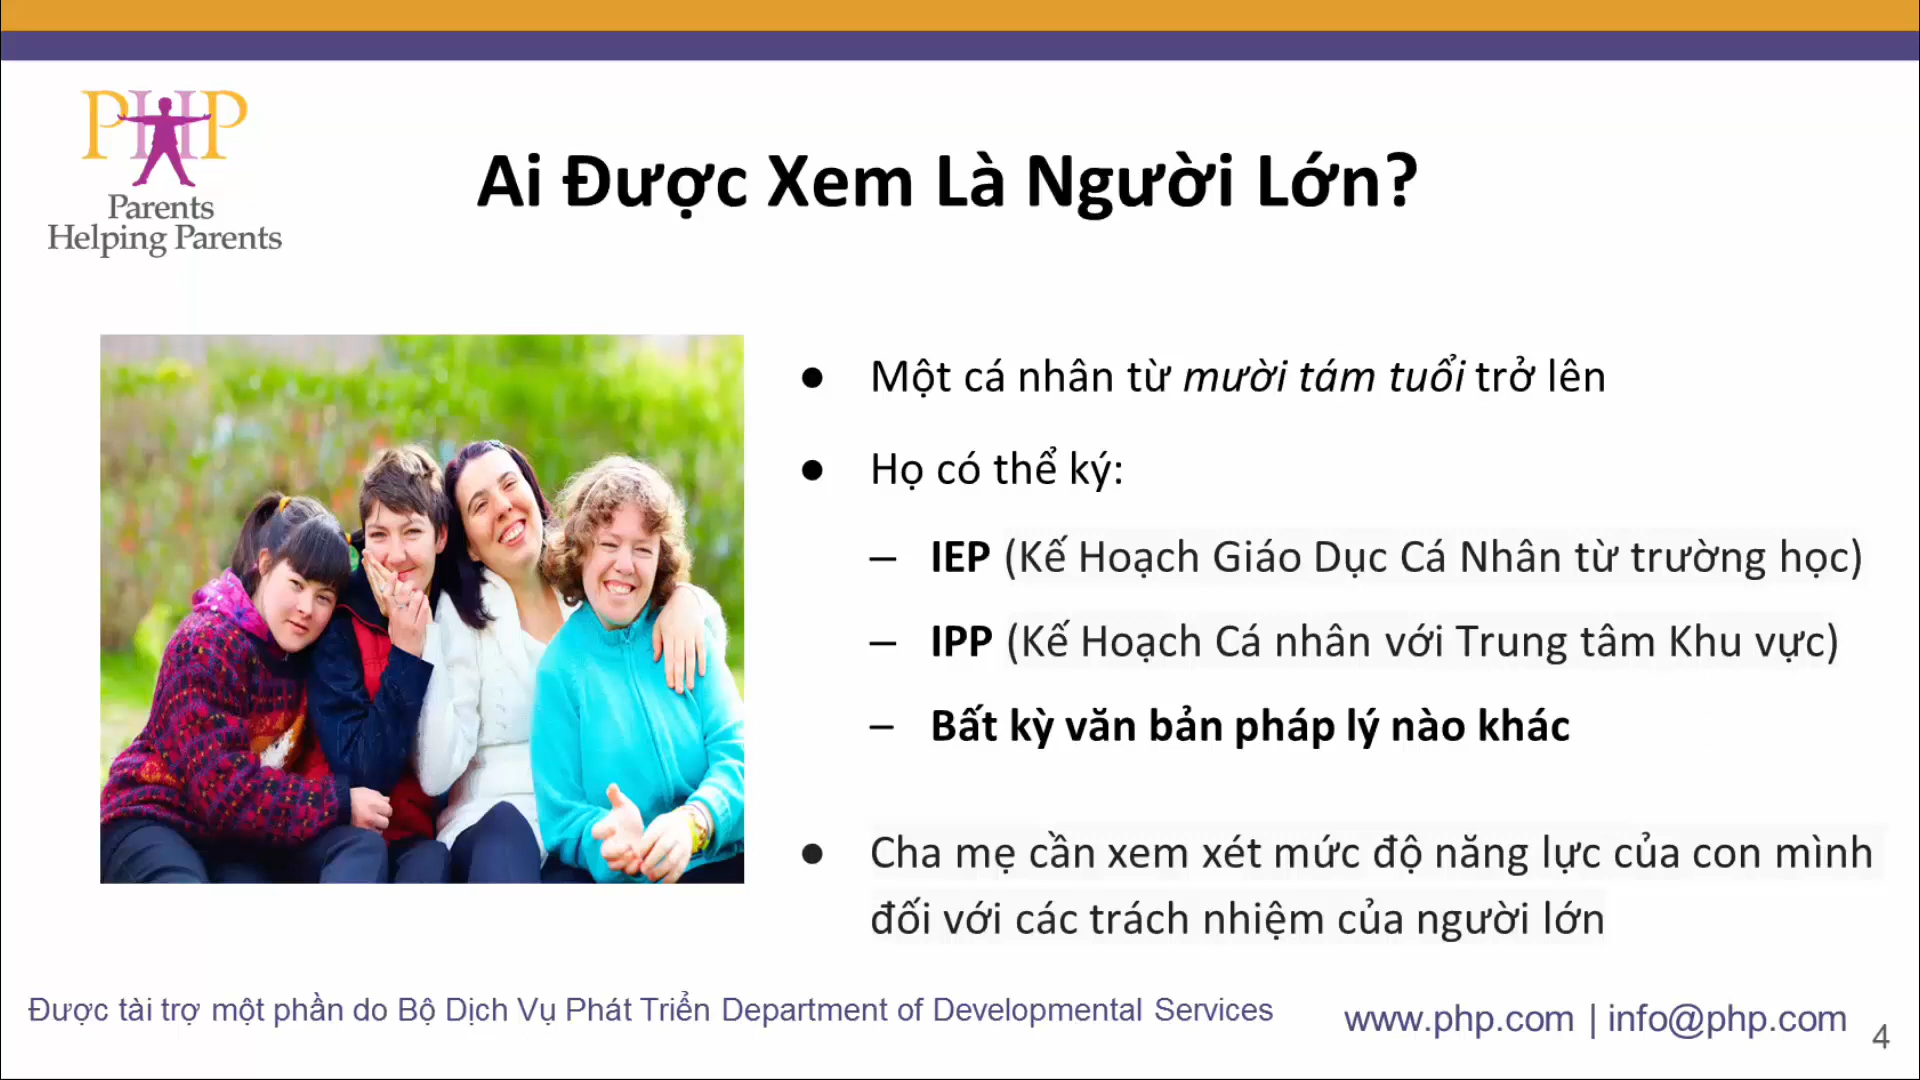 PHP
Parents
Helping Parents
Ai Được Xem Là Người Lớn?
● Một cá nhân từ mười tám tuổi trở lên
● Họ có thể ký:
– IEP (Kế Hoạch Giáo Dục Cá Nhân từ trường học)
– IPP (Kế Hoạch Cá nhân với Trung tâm Khu vực)
– Bất kỳ văn bản pháp lý nào khác
● Cha mẹ cần xem xét mức độ năng lực của con mình
đối với các trách nhiệm của người lớn
Được tài trợ một phần do Bộ Dịch Vụ Phát Triển Department of Developmental Services
www.php.com | info@php.com
4